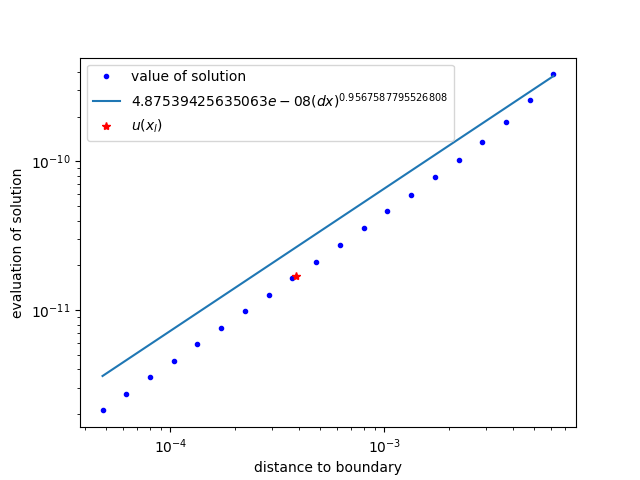 value of solution
4.87539425635063e − 08(dx)^0.9567587795526808
u(x_l)
10^−10
10^−11
evaluation of solution
10^−4
10^−3
distance to boundary